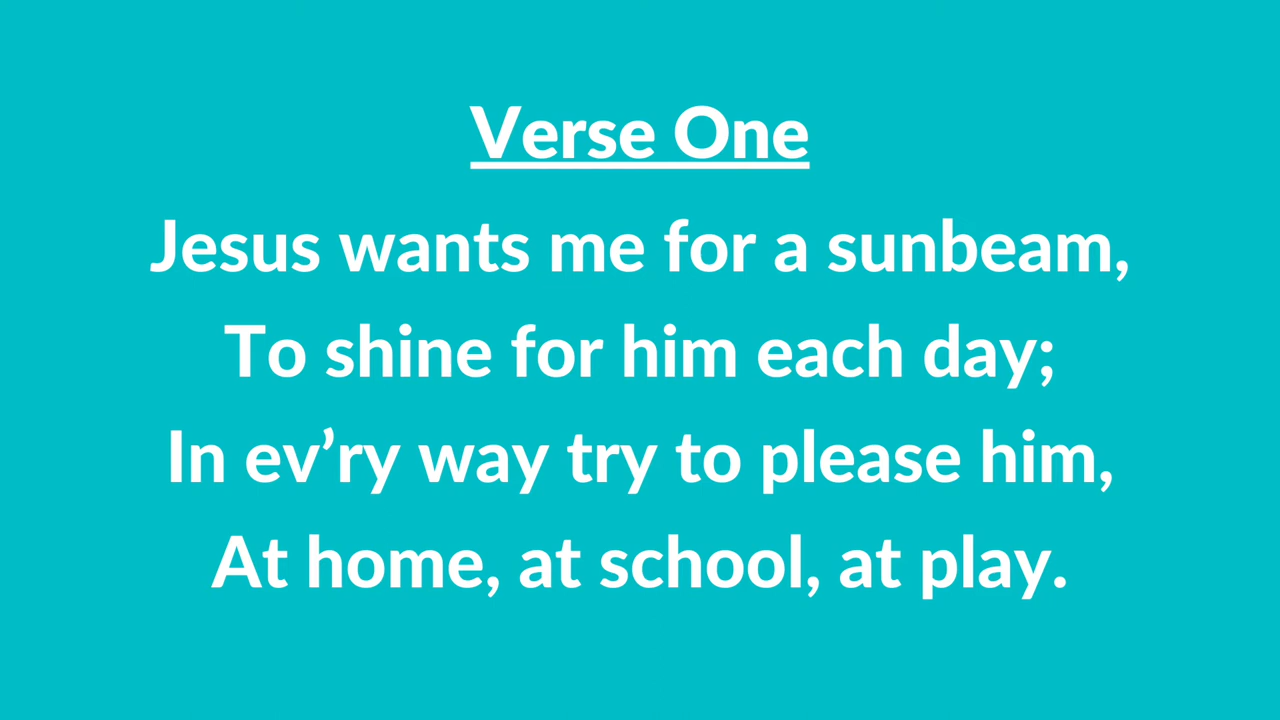 Verse One
Jesus wants me for a sunbeam,
To shine for him each day;
In ev’ry way try to please him,
At home, at school, at play.